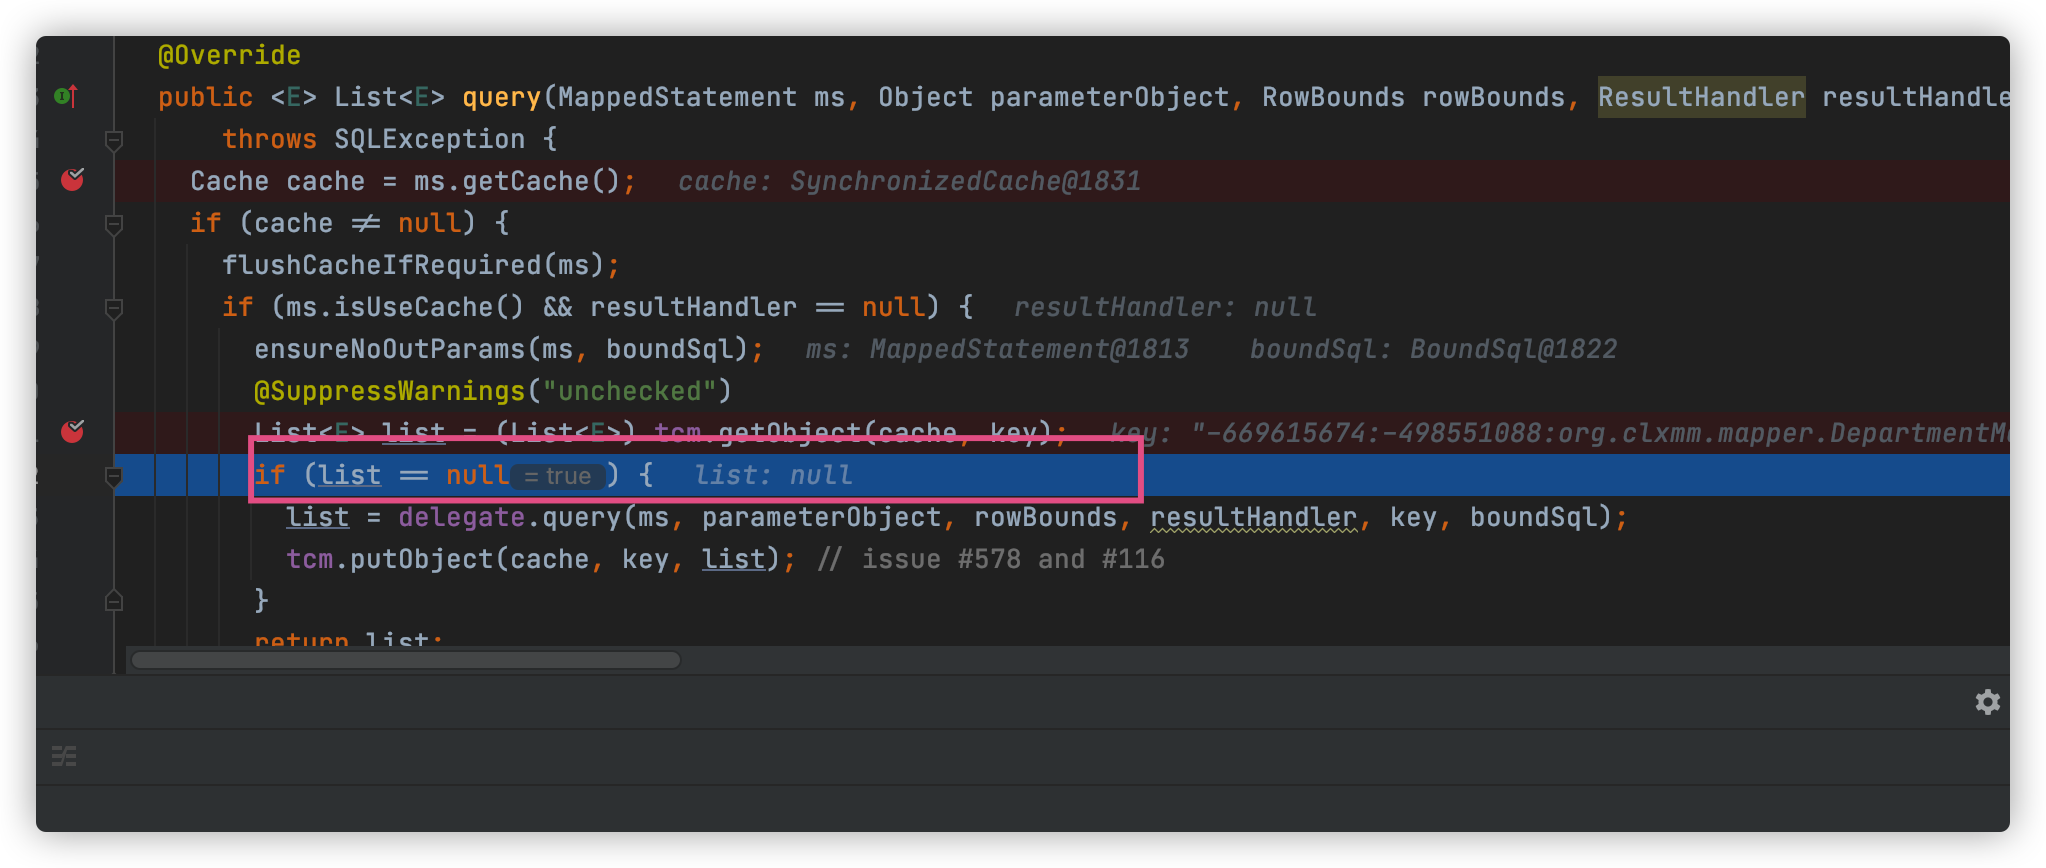 @Override
public <E> List<E> query(MappedStatement ms, Object parameterObject, RowBounds rowBounds, ResultHandler resultHandle
throws SQLException {
Cache cache = ms.getCache(); cache: SynchronizedCache@1831
if (cache ≠ null) {
flushCacheIfRequired(ms);
if (ms.isUseCache() && resultHandler == null) { resultHandler: null
ensureNoOutParams(ms, boundSql); ms: MappedStatement@1813 boundSql: BoundSql@1822
@SuppressWarnings("unchecked")
List<E> list = (List<E>) tcm.getObject(cache, key); key: "-669615674:-498551088:org.clxmm.mapper.DepartmentMa
if (list == null = true ) { list: null
list = delegate.query(ms, parameterObject, rowBounds, resultHandler, key, boundSql);
tcm.putObject(cache, key, list); // issue #578 and #116
}
return list;